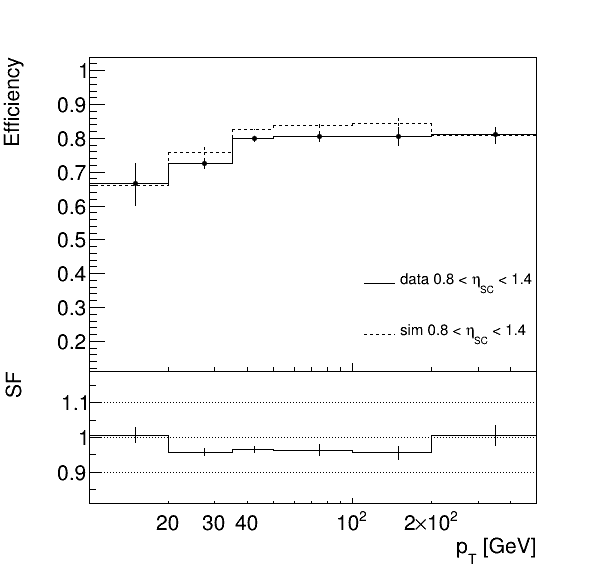 Efficiency
1
0.9
0.8
0.7
0.6
0.5
0.4
0.3
0.2
data 0.8 < η_SC < 1.4
sim 0.8 < η_SC < 1.4
SF
1.1
1
0.9
20 30 40 10² 2×10²
p_T [GeV]